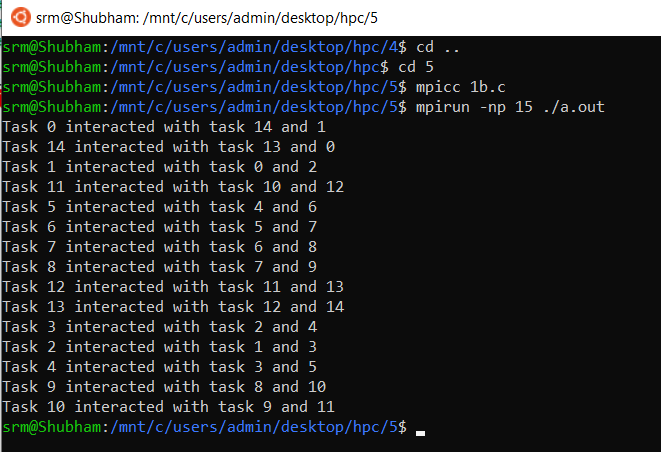 srm@Shubham: /mnt/c/users/admin/desktop/hpc/5
srm@Shubham:/mnt/c/users/admin/desktop/hpc/4$ cd ..
srm@Shubham:/mnt/c/users/admin/desktop/hpc$ cd 5
srm@Shubham:/mnt/c/users/admin/desktop/hpc/5$ mpicc 1b.c
srm@Shubham:/mnt/c/users/admin/desktop/hpc/5$ mpirun -np 15 ./a.out
Task 0 interacted with task 14 and 1
Task 14 interacted with task 13 and 0
Task 1 interacted with task 0 and 2
Task 11 interacted with task 10 and 12
Task 5 interacted with task 4 and 6
Task 6 interacted with task 5 and 7
Task 7 interacted with task 6 and 8
Task 8 interacted with task 7 and 9
Task 12 interacted with task 11 and 13
Task 13 interacted with task 12 and 14
Task 3 interacted with task 2 and 4
Task 2 interacted with task 1 and 3
Task 4 interacted with task 3 and 5
Task 9 interacted with task 8 and 10
Task 10 interacted with task 9 and 11
srm@Shubham:/mnt/c/users/admin/desktop/hpc/5$